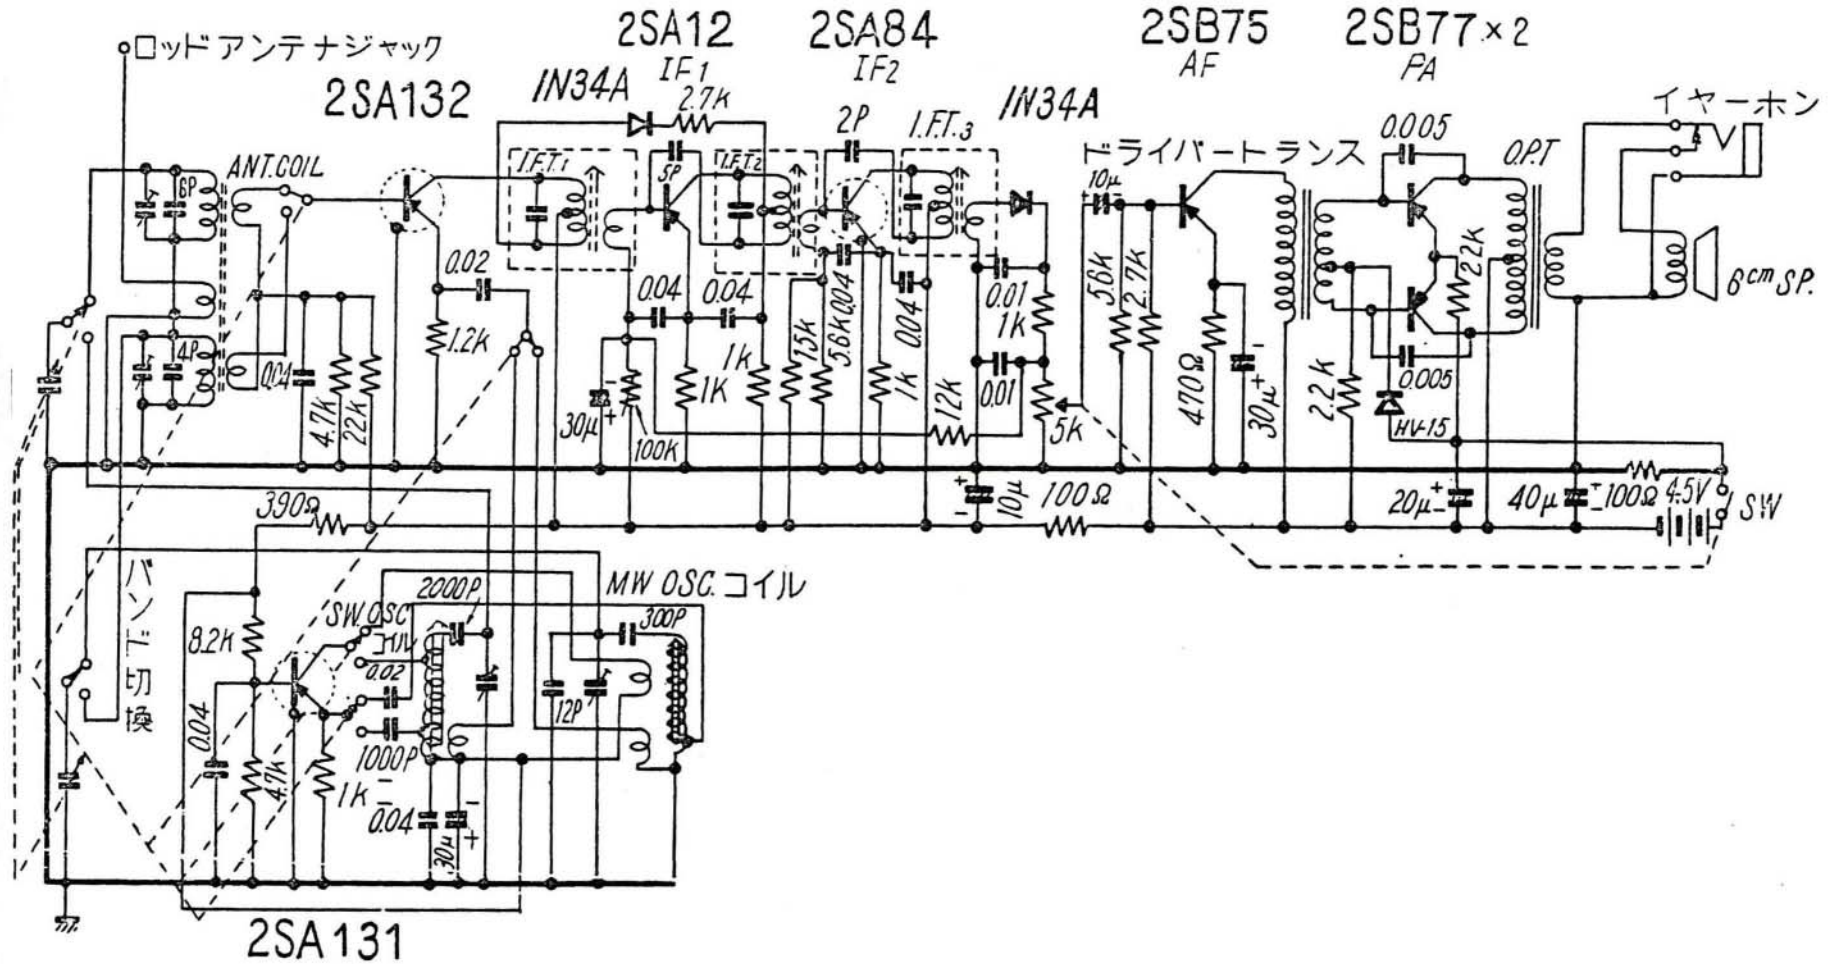 ロッドアンテナジャック
2SA132
1N34A
2SA12
IF1
2.7K
2SA84
IF2
2P
I.F.T.3
1N34A
2SB75
AF
2SB77×2
PA
イヤーホン
ANT.COIL
6P
I.F.T.1
5P
I.F.T.2
ドライバートランス
10μ
0.005
O.P.T
6cm SP.
0.02
0.04
0.04
0.04
0.04
0.01
1K
5.6K
2.7K
22K
4P
0.04
1.2K
1K
1K
15K
5.6K
1K
0.01
470Ω
30μ
2.2K
0.005
HV-15
4.7K
22K
30μ
100K
12K
5K
390Ω
10μ
100Ω
20μ
40μ
100Ω
4.5V
SW
バンド切換
8.2K
SW.OSC
コイル
2000P
MW OSC.コイル
300P
0.02
0.04
4.7K
1K
1000P
12P
0.04
30μ
2SA131